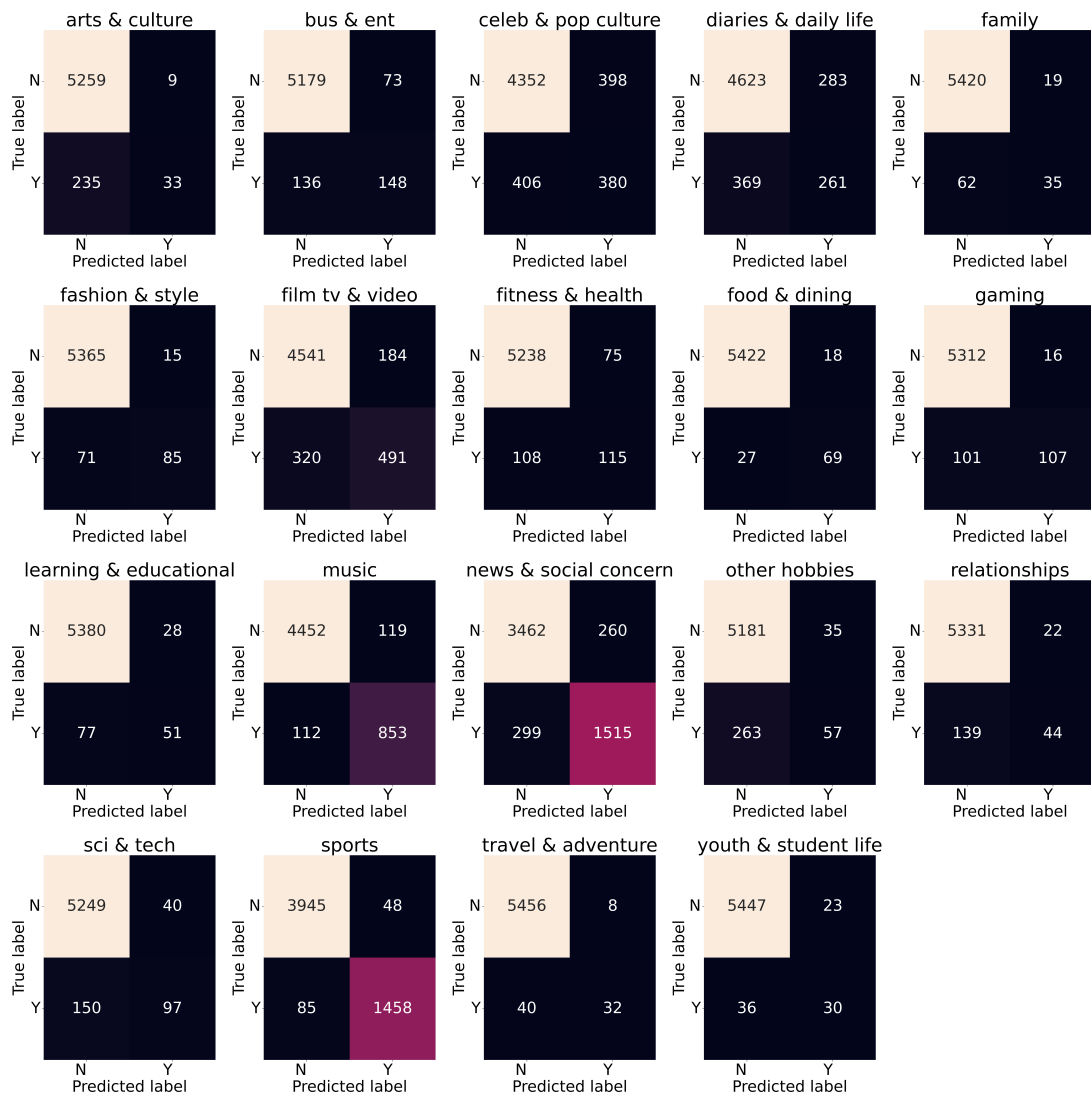 arts & culture
True label
N
5259
9
Y
235
33
N
Y
Predicted label
bus & ent
True label
N
5179
73
Y
136
148
N
Y
Predicted label
celeb & pop culture
True label
N
4352
398
Y
406
380
N
Y
Predicted label
diaries & daily life
True label
N
4623
283
Y
369
261
N
Y
Predicted label
family
True label
N
5420
19
Y
62
35
N
Y
Predicted label
fashion & style
True label
N
5365
15
Y
71
85
N
Y
Predicted label
film tv & video
True label
N
4541
184
Y
320
491
N
Y
Predicted label
fitness & health
True label
N
5238
75
Y
108
115
N
Y
Predicted label
food & dining
True label
N
5422
18
Y
27
69
N
Y
Predicted label
gaming
True label
N
5312
16
Y
101
107
N
Y
Predicted label
learning & educational
True label
N
5380
28
Y
77
51
N
Y
Predicted label
music
True label
N
4452
119
Y
112
853
N
Y
Predicted label
news & social concern
True label
N
3462
260
Y
299
1515
N
Y
Predicted label
other hobbies
True label
N
5181
35
Y
263
57
N
Y
Predicted label
relationships
True label
N
5331
22
Y
139
44
N
Y
Predicted label
sci & tech
True label
N
5249
40
Y
150
97
N
Y
Predicted label
sports
True label
N
3945
48
Y
85
1458
N
Y
Predicted label
travel & adventure
True label
N
5456
8
Y
40
32
N
Y
Predicted label
youth & student life
True label
N
5447
23
Y
36
30
N
Y
Predicted label